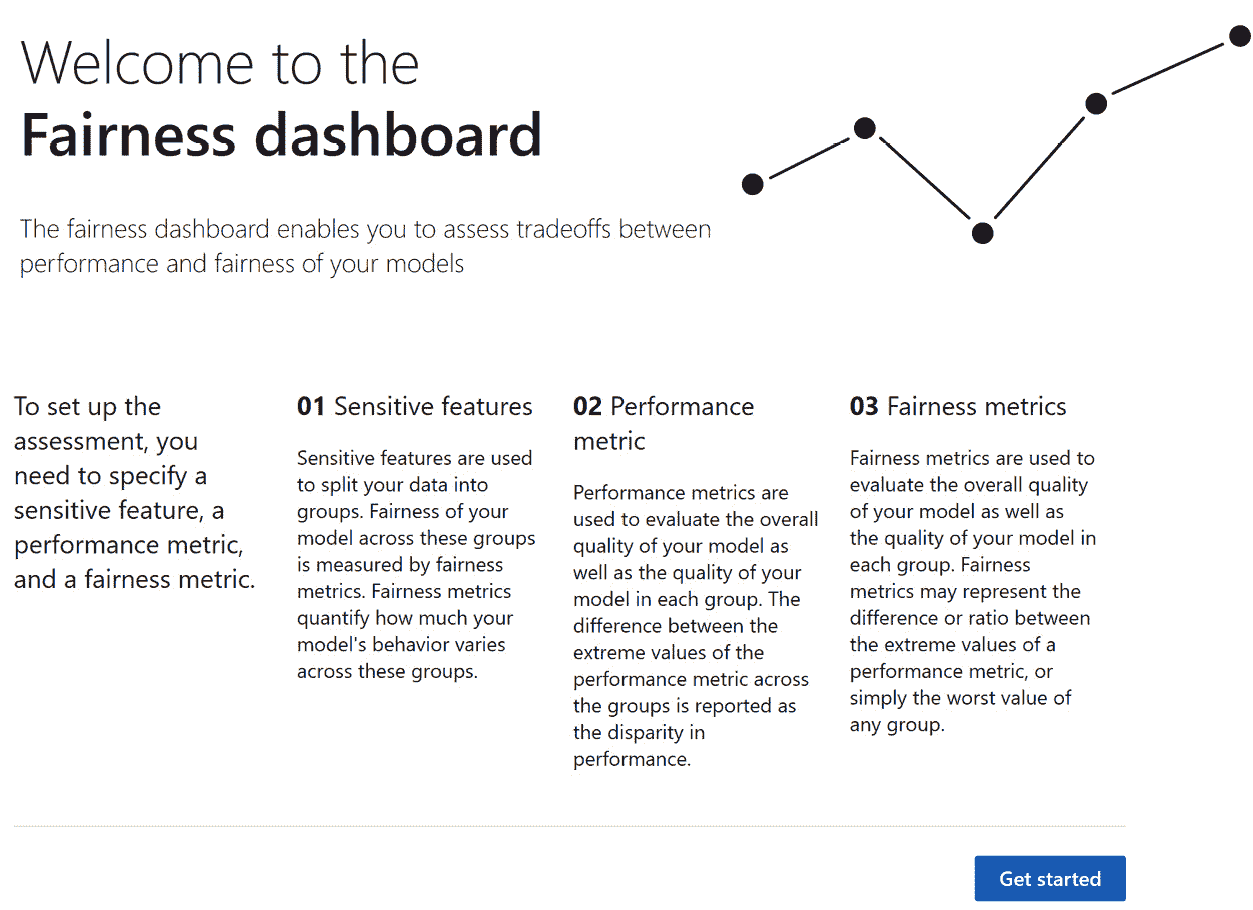 Welcome to the
Fairness dashboard
The fairness dashboard enables you to assess tradeoffs between
performance and fairness of your models
To set up the
assessment, you
need to specify a
sensitive feature, a
performance metric,
and a fairness metric.
01 Sensitive features
Sensitive features are used
to split your data into
groups. Fairness of your
model across these groups
is measured by fairness
metrics. Fairness metrics
quantify how much your
model's behavior varies
across these groups.
02 Performance
metric
Performance metrics are
used to evaluate the overall
quality of your model as
well as the quality of your
model in each group. The
difference between the
extreme values of the
performance metric across
the groups is reported as
the disparity in
performance.
03 Fairness metrics
Fairness metrics are used to
evaluate the overall quality
of your model as well as
the quality of your model in
each group. Fairness
metrics may represent the
difference or ratio between
the extreme values of a
performance metric, or
simply the worst value of
any group.
Get started